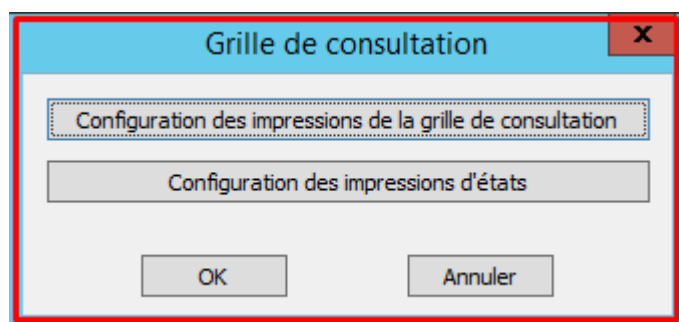 Grille de consultation
x
Configuration des impressions de la grille de consultation
Configuration des impressions d'états
OK
Annuler